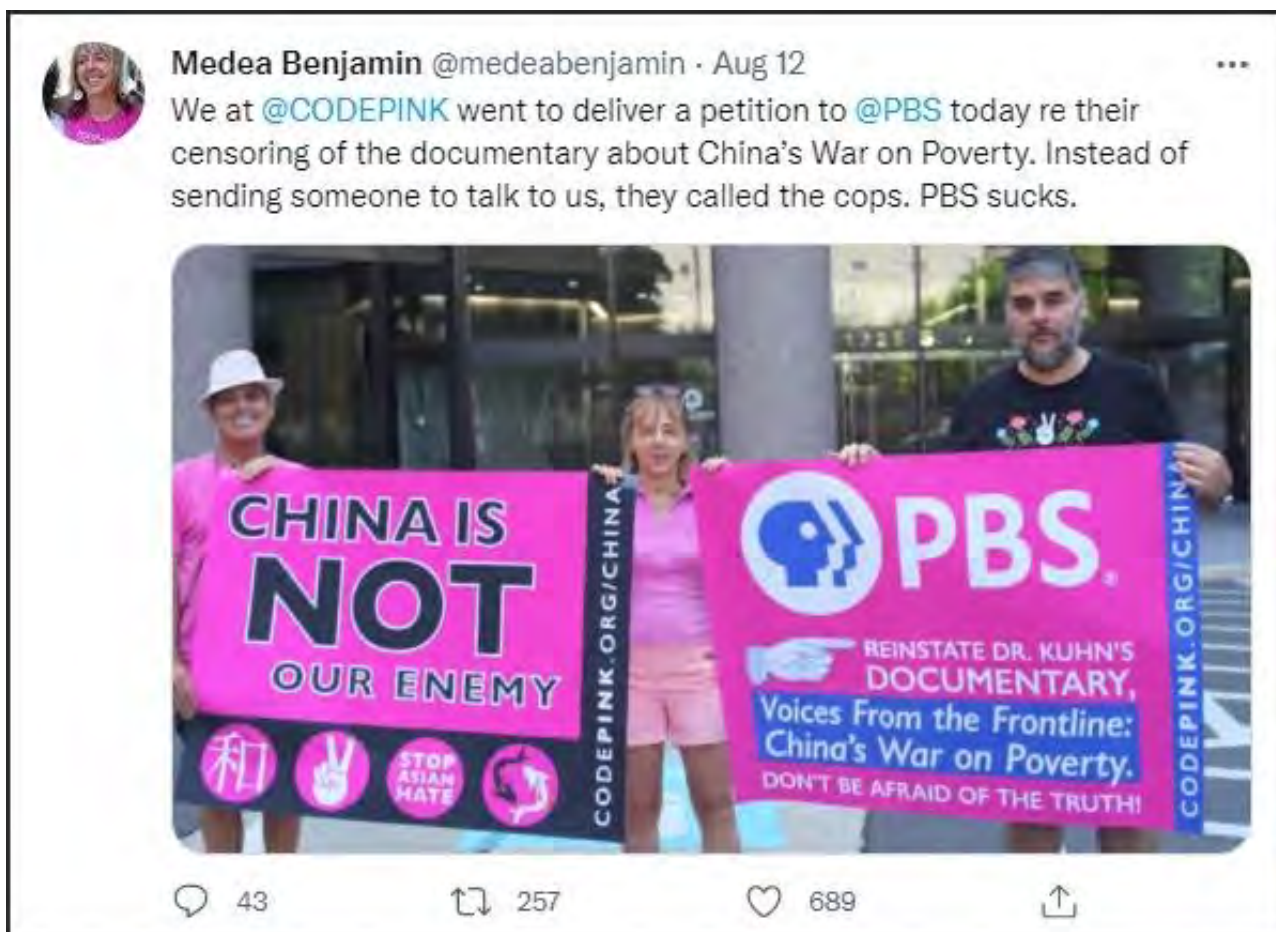 Medea Benjamin @medeabenjamin · Aug 12
We at @CODEPINK went to deliver a petition to @PBS today re their
censoring of the documentary about China's War on Poverty. Instead of
sending someone to talk to us, they called the cops. PBS sucks.
CHINA IS
NOT
OUR ENEMY
和
STOP
ASIAN
HATE
CODEPINK.ORG/CHINA
PBS.
REINSTATE DR. KUHN'S
DOCUMENTARY,
Voices From the Frontline:
China's War on Poverty.
DON'T BE AFRAID OF THE TRUTH!
CODEPINK.ORG/CHINA
43
257
689